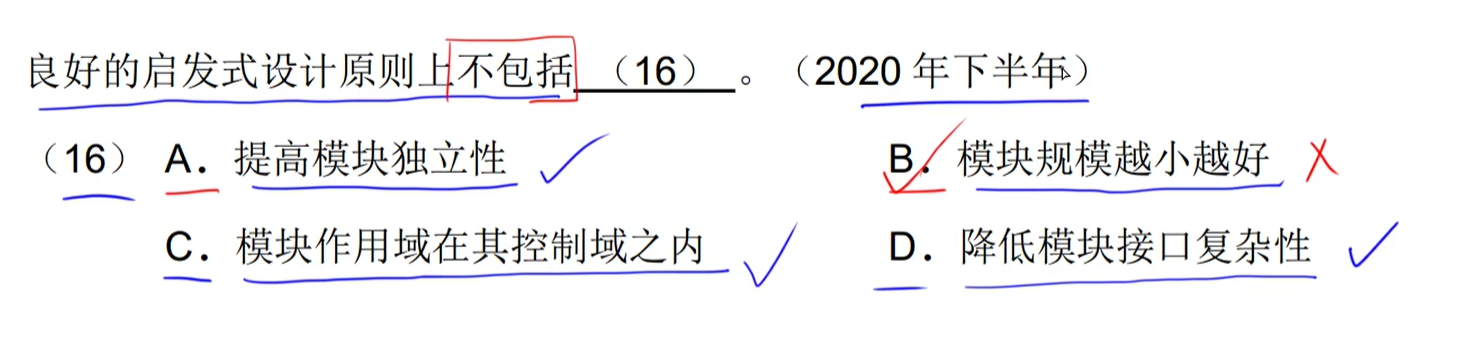 良好的启发式设计原则上不包括（16）。（2020 年下半年）
（16） A．提高模块独立性 B．模块规模越小越好
C．模块作用域在其控制域之内 D．降低模块接口复杂性